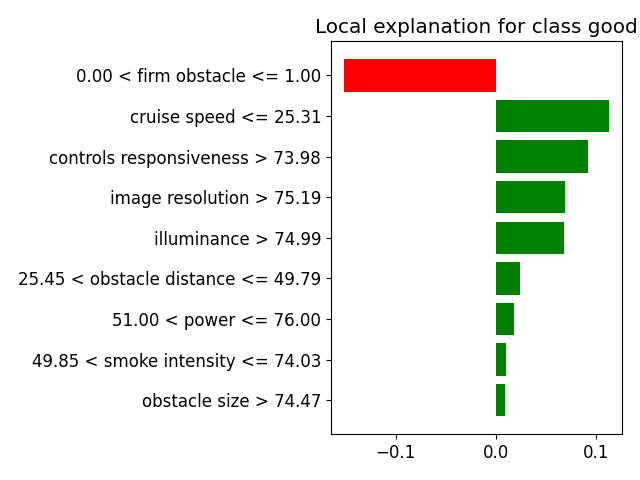 Local explanation for class good
0.00 < firm obstacle <= 1.00
cruise speed <= 25.31
controls responsiveness > 73.98
image resolution > 75.19
illuminance > 74.99
25.45 < obstacle distance <= 49.79
51.00 < power <= 76.00
49.85 < smoke intensity <= 74.03
obstacle size > 74.47
−0.1 0.0 0.1